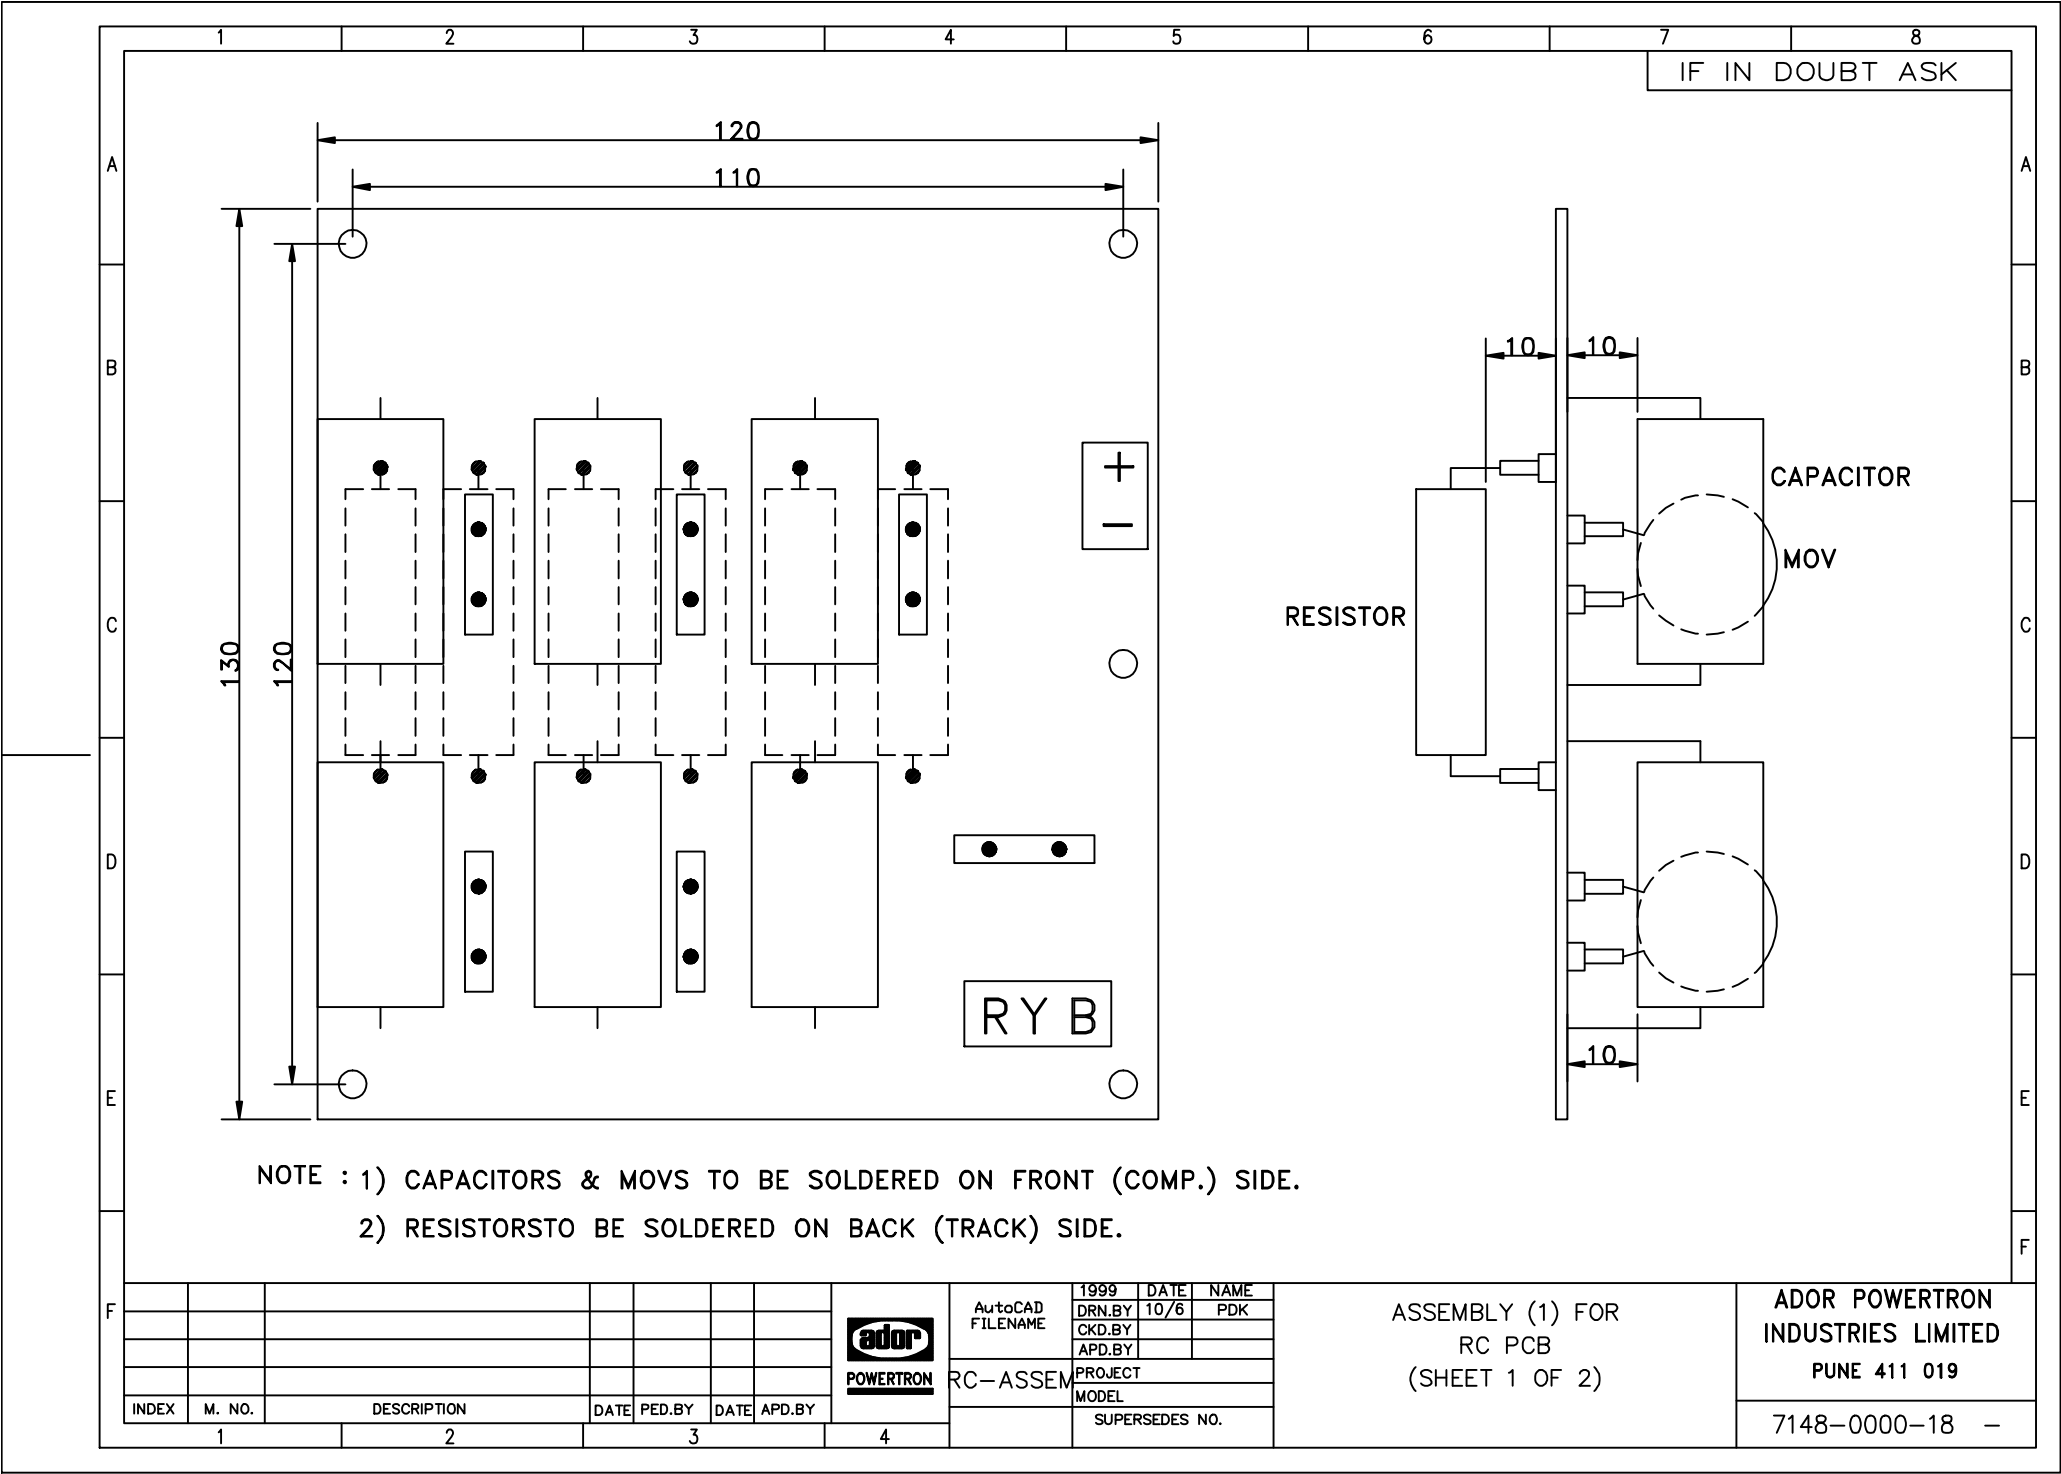 1 2 3 4 5 6 7 8
IF IN DOUBT ASK
120
110
A A
B B
10 10
+
CAPACITOR
−
MOV
C C
RESISTOR
130 120
D D
R Y B
10
E E
NOTE : 1) CAPACITORS & MOVS TO BE SOLDERED ON FRONT (COMP.) SIDE.
2) RESISTORSTO BE SOLDERED ON BACK (TRACK) SIDE.
F F
INDEX M. NO. DESCRIPTION DATE PED.BY DATE APD.BY
1 2 3 4
ador
POWERTRON
AutoCAD
FILENAME
RC-ASSEM
1999 DATE NAME
DRN.BY 10/6 PDK
CKD.BY
APD.BY
PROJECT
MODEL
SUPERSEDES NO.
ASSEMBLY (1) FOR
RC PCB
(SHEET 1 OF 2)
ADOR POWERTRON
INDUSTRIES LIMITED
PUNE 411 019
7148-0000-18 -